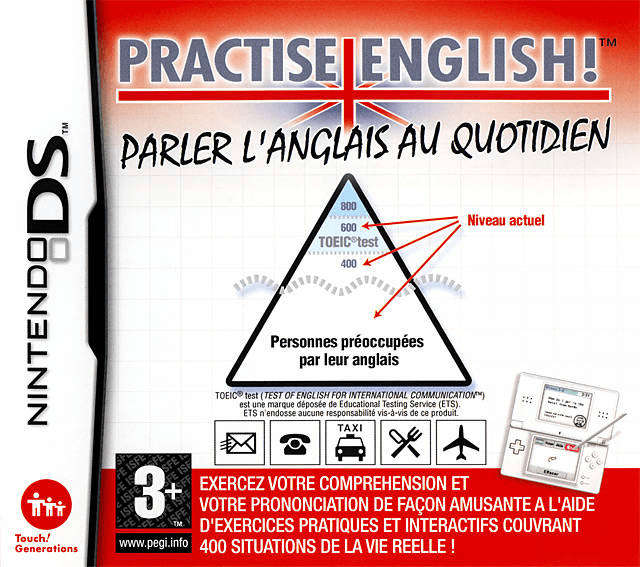 PRACTISE ENGLISH!™
PARLER L'ANGLAIS AU QUOTIDIEN
NINTENDO DS™
800
600
TOEIC® test
400
Niveau actuel
Personnes préoccupées
par leur anglais
TOEIC® test (TEST OF ENGLISH FOR INTERNATIONAL COMMUNICATION™)
est une marque déposée de Educational Testing Service (ETS).
ETS n'endosse aucune responsabilité vis-à-vis de ce produit.
TAXI
3+™
www.pegi.info
EXERCEZ VOTRE COMPREHENSION ET
VOTRE PRONONCIATION DE FAÇON AMUSANTE A L'AIDE
D'EXERCICES PRATIQUES ET INTERACTIFS COUVRANT
400 SITUATIONS DE LA VIE REELLE !
Touch!
Generations